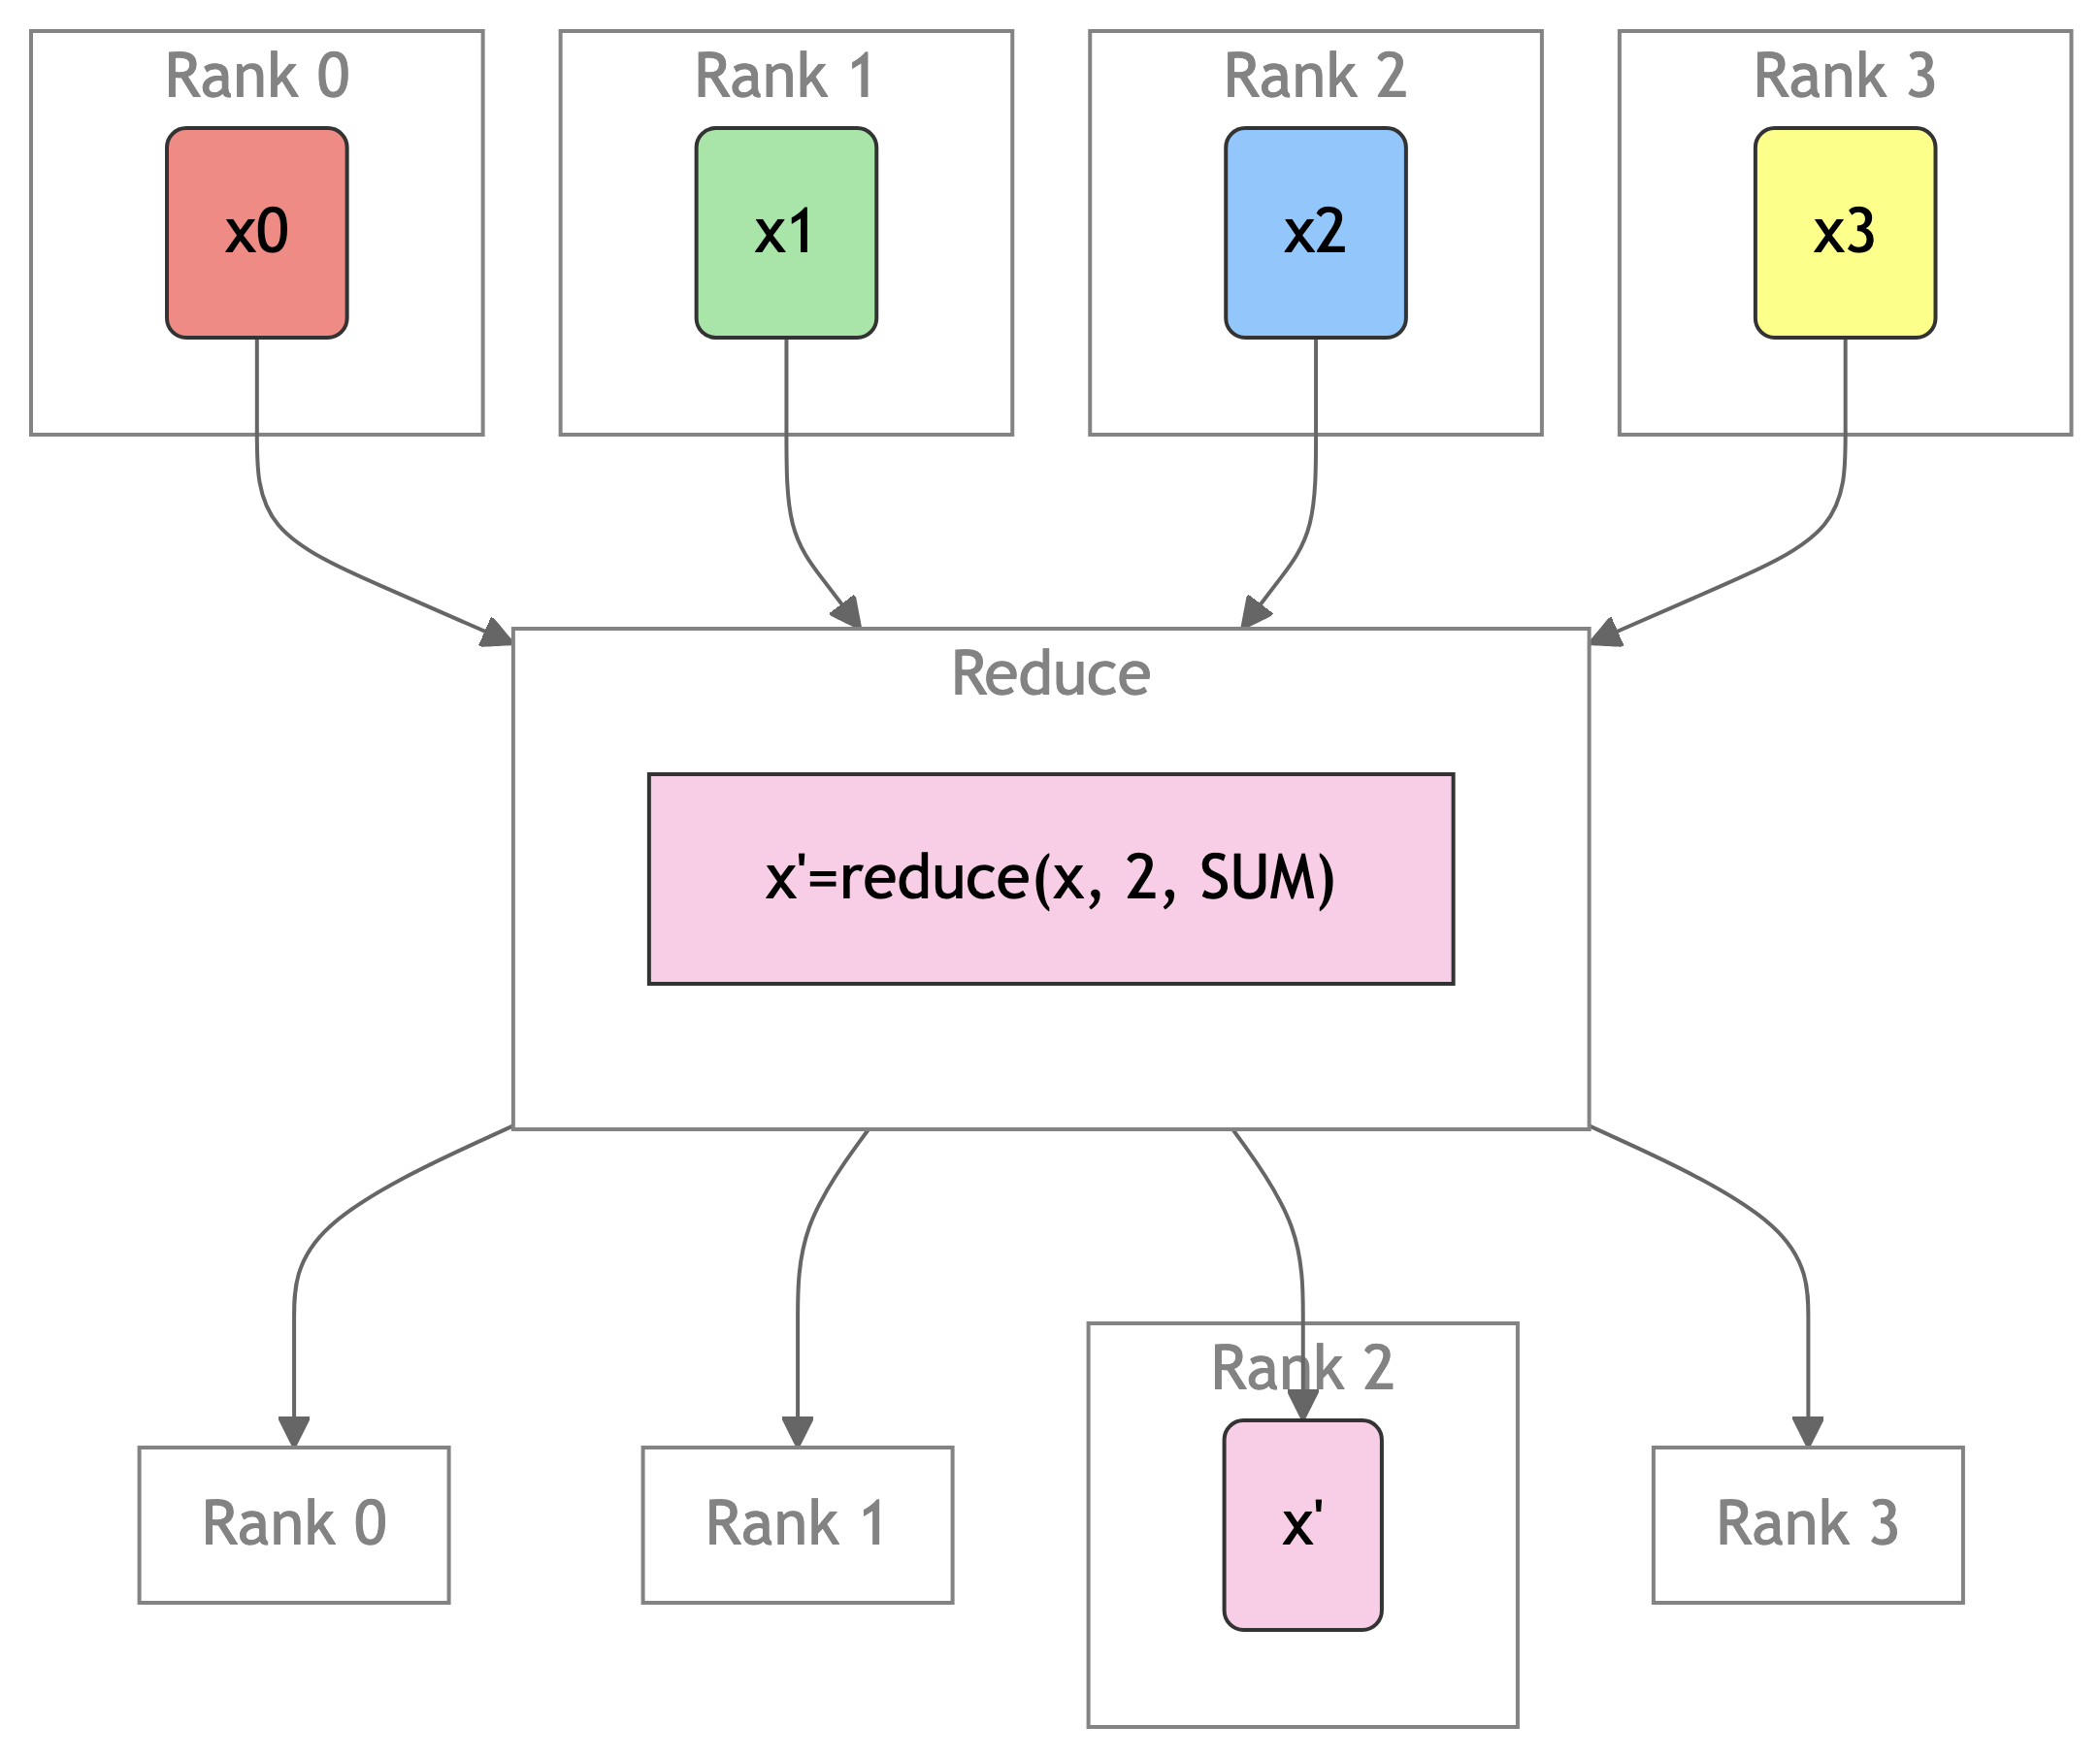 Rank 0
Rank 1
Rank 2
Rank 3
x0
x1
x2
x3
Reduce
x'=reduce(x, 2, SUM)
Rank 2
Rank 0
Rank 1
x'
Rank 3